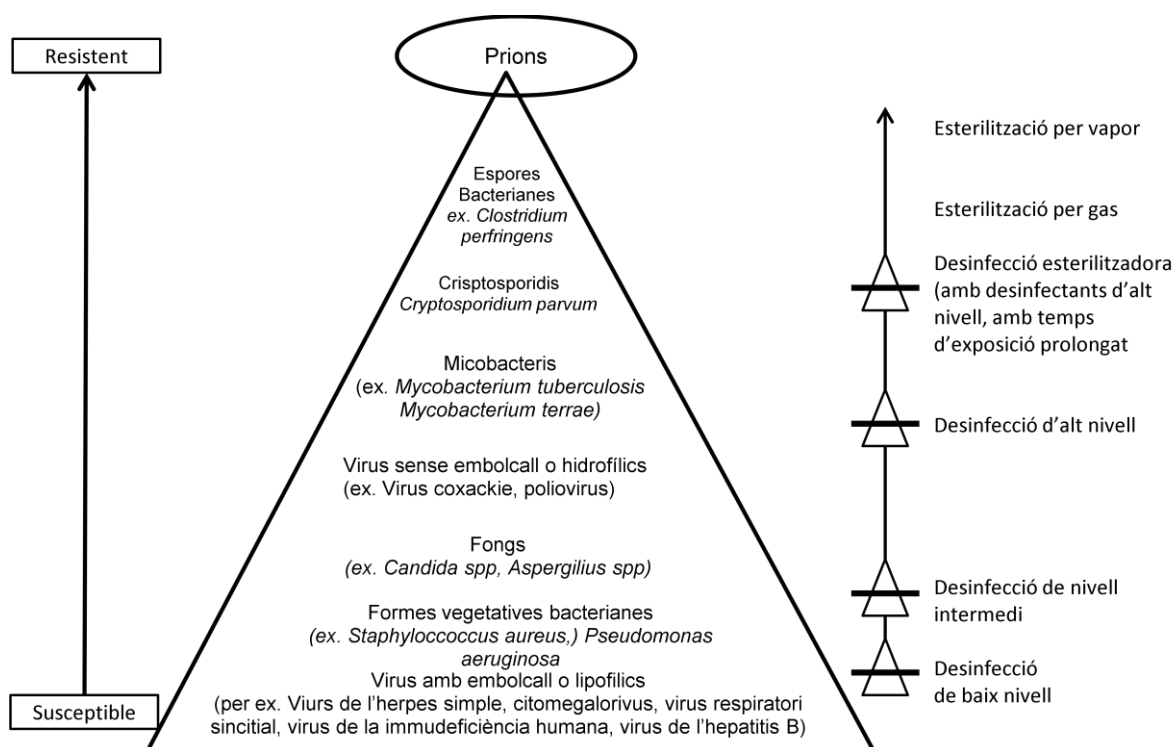 Resistent
Prions
Espores
Bacterianes
ex. Clostridium
perfringens
Crisptosporidis
Cryptosporidium parvum
Micobacteris
(ex. Mycobacterium tuberculosis
Mycobacterium terrae)
Virus sense embolcall o hidrofílics
(ex. Virus coxackie, poliovirus)
Fongs
(ex. Candida spp, Aspergilius spp)
Formes vegetatives bacterianes
(ex. Staphyloccoccus aureus,) Pseudomonas
aeruginosa
Virus amb embolcall o lipofílics
(per ex. Viurs de l'herpes simple, citomegalorivus, virus respiratori
sincitial, virus de la immudeficiència humana, virus de l'hepatitis B)
Susceptible
Esterilització per vapor
Esterilització per gas
Desinfecció esterilitzadora
(amb desinfectants d'alt
nivell, amb temps
d'exposició prolongat
Desinfecció d'alt nivell
Desinfecció de nivell
intermedi
Desinfecció
de baix nivell